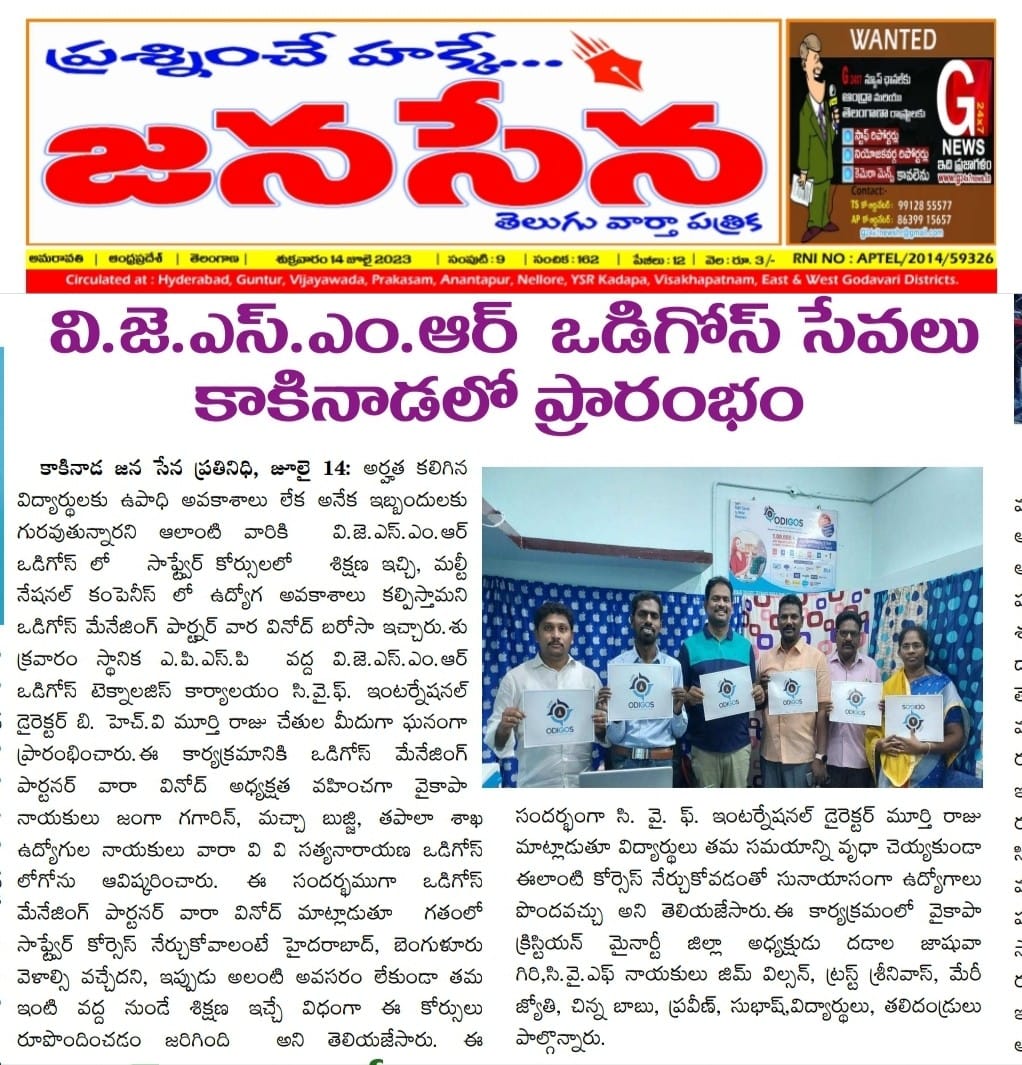 ప్రశ్నించే హక్కే...
జనసేన
తెలుగు వార్తా పత్రిక
WANTED
G 24X7 న్యూస్ ఛానల్‌కు
ఆంధ్రా మరియు
తెలంగాణా రాష్ట్రాలకు
స్టాఫ్ రిపోర్టర్లు
నియోజకవర్గ రిపోర్టర్లు
కెమెరా మెన్స్ కావలెను
G 24x7
NEWS
ఇది ప్రజాగళం
Contact:-
TS కో ఆర్డినేటర్: 99128 55577
AP కో ఆర్డినేటర్: 86399 15657
అమరావతి | ఆంధ్రప్రదేశ్ | తెలంగాణ | శుక్రవారం 14 జూలై 2023 | సంపుటి : 9 | సంచిక : 162 | పేజీలు : 12 | వెల : రూ. 3/- RNI NO : APTEL/2014/59326
Circulated at : Hyderabad, Guntur, Vijayawada, Prakasam, Anantapur, Nellore, YSR Kadapa, Visakhapatnam, East & West Godavari Districts.
వి.జె.ఎస్.ఎం.ఆర్ ఒడిగోస్ సేవలు
కాకినాడలో ప్రారంభం
కాకినాడ జన సేన ప్రతినిధి, జూలై 14: అర్హత కలిగిన
విద్యార్థులకు ఉపాధి అవకాశాలు లేక అనేక ఇబ్బందులకు
గురవుతున్నారని ఆలాంటి వారికి వి.జె.ఎస్.ఎం.ఆర్
ఒడిగోస్ లో సాఫ్ట్వేర్ కోర్సులలో శిక్షణ ఇచ్చి, మల్టీ
నేషనల్ కంపెనీస్ లో ఉద్యోగ అవకాశాలు కల్పిస్తామని
ఒడిగోస్ మేనేజింగ్ పార్ట్నర్ వార వినోద్ బరోసా ఇచ్చారు.శు
క్రవారం స్థానిక ఎ.పి.ఎస్.పి వద్ద వి.జె.ఎస్.ఎం.ఆర్
ఒడిగోస్ టెక్నాలజిస్ కార్యాలయం సి.వై.ఫ్. ఇంటర్నేషనల్
డైరెక్టర్ బి. హెచ్.వి మూర్తి రాజు చేతుల మీదుగా ఘనంగా
ప్రారంభించారు.ఈ కార్యక్రమానికి ఒడిగోస్ మేనేజింగ్
పార్టనర్ వారా వినోద్ అధ్యక్షత వహించగా వైకాపా
నాయకులు జంగా గగారిన్, మచ్చా బుజ్జి, తపాలా శాఖ
ఉద్యోగుల నాయకులు వారా వి వి సత్యనారాయణ ఒడిగోస్
లోగోను ఆవిష్కరించారు. ఈ సందర్భముగా ఒడిగోస్
మేనేజింగ్ పార్టనర్ వారా వినోద్ మాట్లాడుతూ గతంలో
సాఫ్ట్వేర్ కోర్సెస్ నేర్చుకోవాలంటే హైదరాబాద్, బెంగుళూరు
వెళాల్సి వచ్చేదని, ఇప్పుడు అలంటి అవసరం లేకుండా తమ
ఇంటి వద్ద నుండే శిక్షణ ఇచ్చే విధంగా ఈ కోర్సులు
రూపొందించడం జరిగింది అని తెలియజేసారు. ఈ
ODIGOS
ODIGOS
ODIGOS
ODIGOS
ODIGOS
ODIGOS
ODIGOS
సందర్భంగా సి. వై. ఫ్. ఇంటర్నేషనల్ డైరెక్టర్ మూర్తి రాజు
మాట్లాడుతూ విద్యార్థులు తమ సమయాన్ని వృధా చెయ్యకుండా
ఈలాంటి కోర్సెస్ నేర్చుకోవడంతో సునాయాసంగా ఉద్యోగాలు
పొందవచ్చు అని తెలియజేసారు.ఈ కార్యక్రమంలో వైకాపా
క్రిస్టియన్ మైనార్టీ జిల్లా అధ్యక్షుడు దడాల జాషువా
గిరి,సి.వై.ఎఫ్ నాయకులు జిమ్ విల్సన్, ట్రస్ట్ శ్రీనివాస్, మేరీ
జ్యోతి, చిన్న బాబు, ప్రవీణ్, సుభాష్,విద్యార్థులు, తలిదండ్రులు
పాల్గొన్నారు.